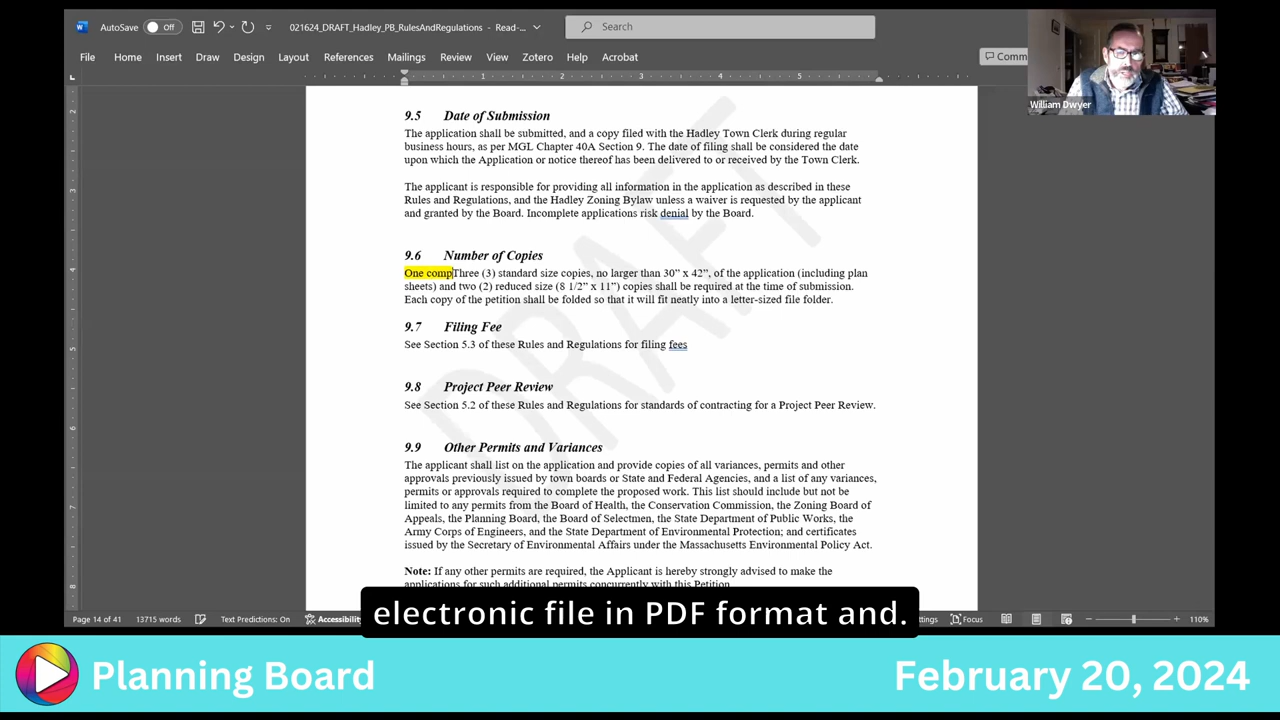 AutoSave Off 021624_DRAFT_Hadley_PB_RulesAndRegulations - Read-... Search
File Home Insert Draw Design Layout References Mailings Review View Zotero Help Acrobat Comm
William Dwyer
1 2 3 4 5
9.5 Date of Submission
The application shall be submitted, and a copy filed with the Hadley Town Clerk during regular
business hours, as per MGL Chapter 40A Section 9. The date of filing shall be considered the date
upon which the Application or notice thereof has been delivered to or received by the Town Clerk.
The applicant is responsible for providing all information in the application as described in these
Rules and Regulations, and the Hadley Zoning Bylaw unless a waiver is requested by the applicant
and granted by the Board. Incomplete applications risk denial by the Board.
9.6 Number of Copies
One compThree (3) standard size copies, no larger than 30” x 42”, of the application (including plan
sheets) and two (2) reduced size (8 1/2” x 11”) copies shall be required at the time of submission.
Each copy of the petition shall be folded so that it will fit neatly into a letter-sized file folder.
9.7 Filing Fee
See Section 5.3 of these Rules and Regulations for filing fees
9.8 Project Peer Review
See Section 5.2 of these Rules and Regulations for standards of contracting for a Project Peer Review.
9.9 Other Permits and Variances
The applicant shall list on the application and provide copies of all variances, permits and other
approvals previously issued by town boards or State and Federal Agencies, and a list of any variances,
permits or approvals required to complete the proposed work. This list should include but not be
limited to any permits from the Board of Health, the Conservation Commission, the Zoning Board of
Appeals, the Planning Board, the Board of Selectmen, the State Department of Public Works, the
Army Corps of Engineers, and the State Department of Environmental Protection; and certificates
issued by the Secretary of Environmental Affairs under the Massachusetts Environmental Policy Act.
Note: If any other permits are required, the Applicant is hereby strongly advised to make the
applications for such additional permits concurrently with this Petition.
DRAFT
electronic file in PDF format and.
Page 14 of 41 13715 words Text Predictions: On Accessibility Focus 110%
Planning Board February 20, 2024